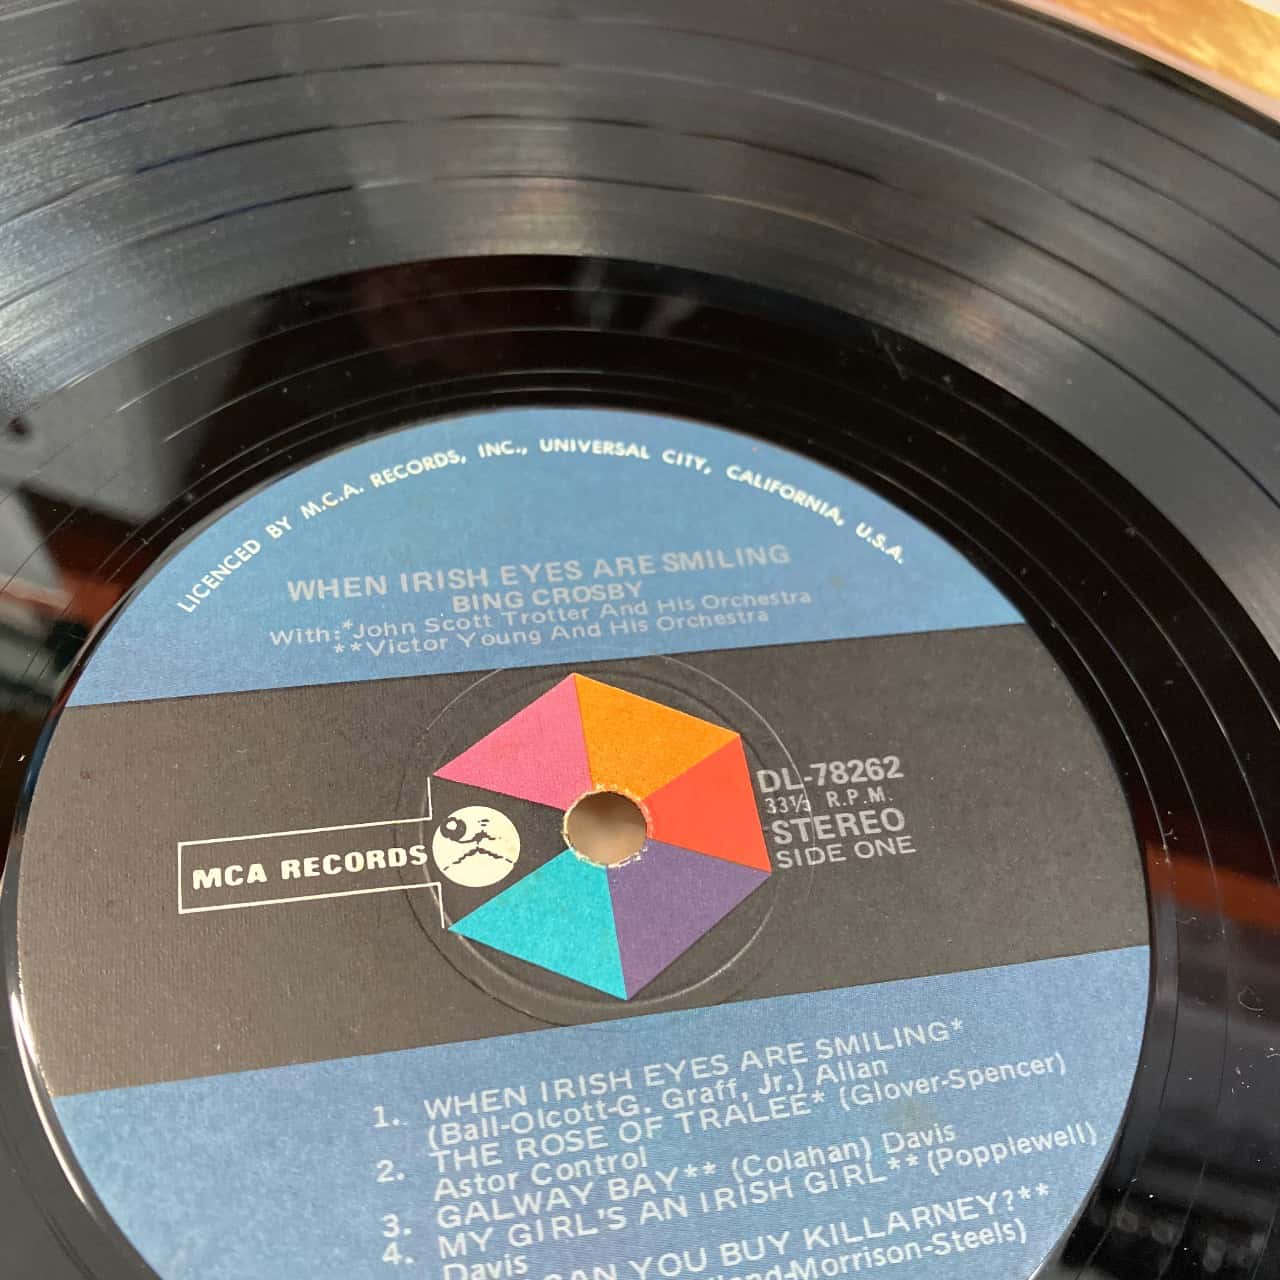 LICENCED BY M.C.A. RECORDS, INC., UNIVERSAL CITY, CALIFORNIA, U.S.A.
WHEN IRISH EYES ARE SMILING
BING CROSBY
With:*John Scott Trotter And His Orchestra
**Victor Young And His Orchestra
MCA RECORDS
DL-78262
33⅓ R.P.M.
STEREO
SIDE ONE
1. WHEN IRISH EYES ARE SMILING*
(Ball-Olcott-G. Graff, Jr.) Allan
2. THE ROSE OF TRALEE* (Glover-Spencer)
Astor Control
3. GALWAY BAY** (Colahan) Davis
4. MY GIRL'S AN IRISH GIRL** (Popplewell)
Davis
CAN YOU BUY KILLARNEY?**
-Morrison-Steels)